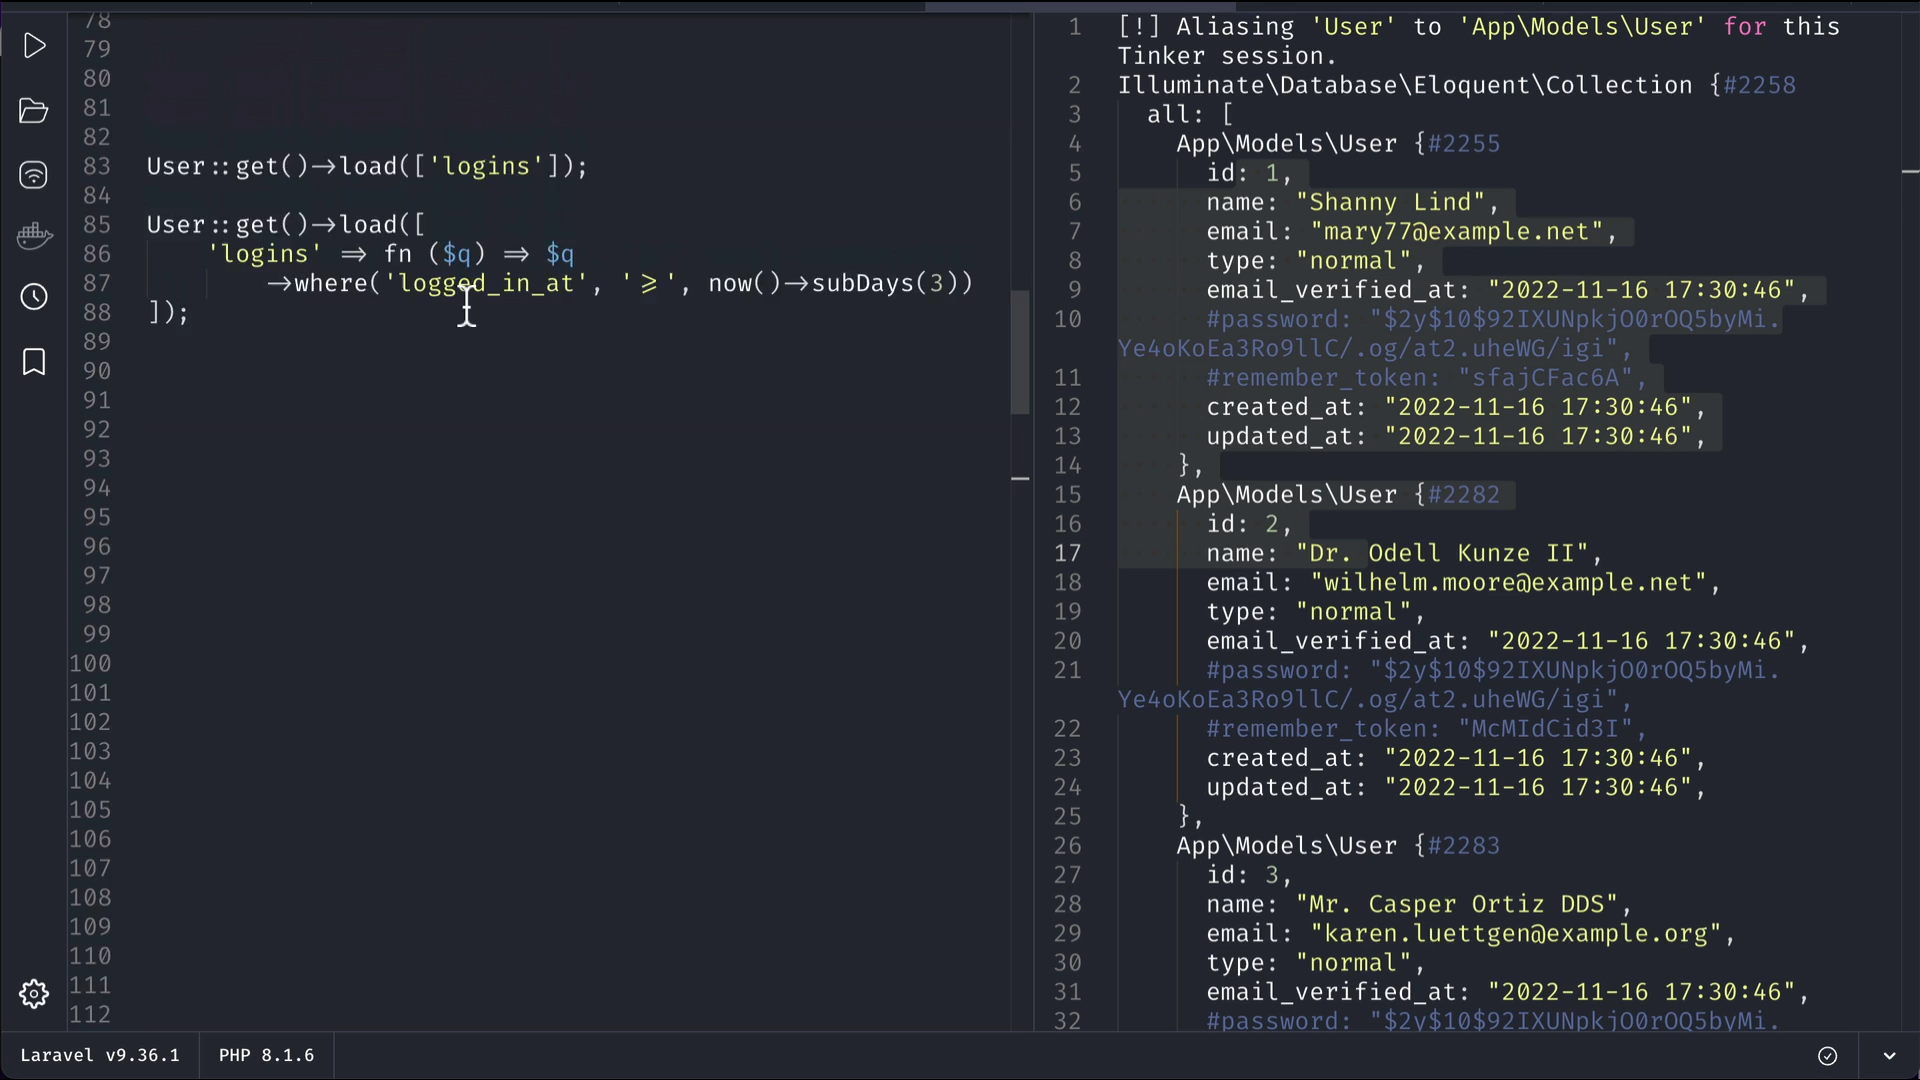 78
79
80
81
82
83 User::get()->load(['logins']);
84
85 User::get()->load([
86 'logins' => fn ($q) => $q
87 ->where('logged_in_at', '>=', now()->subDays(3))
88 ]);
89
90
91
92
93
94
95
96
97
98
99
100
101
102
103
104
105
106
107
108
109
110
111
112
1 [!] Aliasing 'User' to 'App\Models\User' for this
Tinker session.
2 Illuminate\Database\Eloquent\Collection {#2258
3 all: [
4 App\Models\User {#2255
5 id: 1,
6 name: "Shanny Lind",
7 email: "mary77@example.net",
8 type: "normal",
9 email_verified_at: "2022-11-16 17:30:46",
10 #password: "$2y$10$92IXUNpkjO0rOQ5byMi.
Ye4oKoEa3Ro9llC/.og/at2.uheWG/igi",
11 #remember_token: "sfajCFac6A",
12 created_at: "2022-11-16 17:30:46",
13 updated_at: "2022-11-16 17:30:46",
14 },
15 App\Models\User {#2282
16 id: 2,
17 name: "Dr. Odell Kunze II",
18 email: "wilhelm.moore@example.net",
19 type: "normal",
20 email_verified_at: "2022-11-16 17:30:46",
21 #password: "$2y$10$92IXUNpkjO0rOQ5byMi.
Ye4oKoEa3Ro9llC/.og/at2.uheWG/igi",
22 #remember_token: "McMIdCid3I",
23 created_at: "2022-11-16 17:30:46",
24 updated_at: "2022-11-16 17:30:46",
25 },
26 App\Models\User {#2283
27 id: 3,
28 name: "Mr. Casper Ortiz DDS",
29 email: "karen.luettgen@example.org",
30 type: "normal",
31 email_verified_at: "2022-11-16 17:30:46",
32 #password: "$2y$10$92IXUNpkjO0rOQ5byMi.
Laravel v9.36.1
PHP 8.1.6